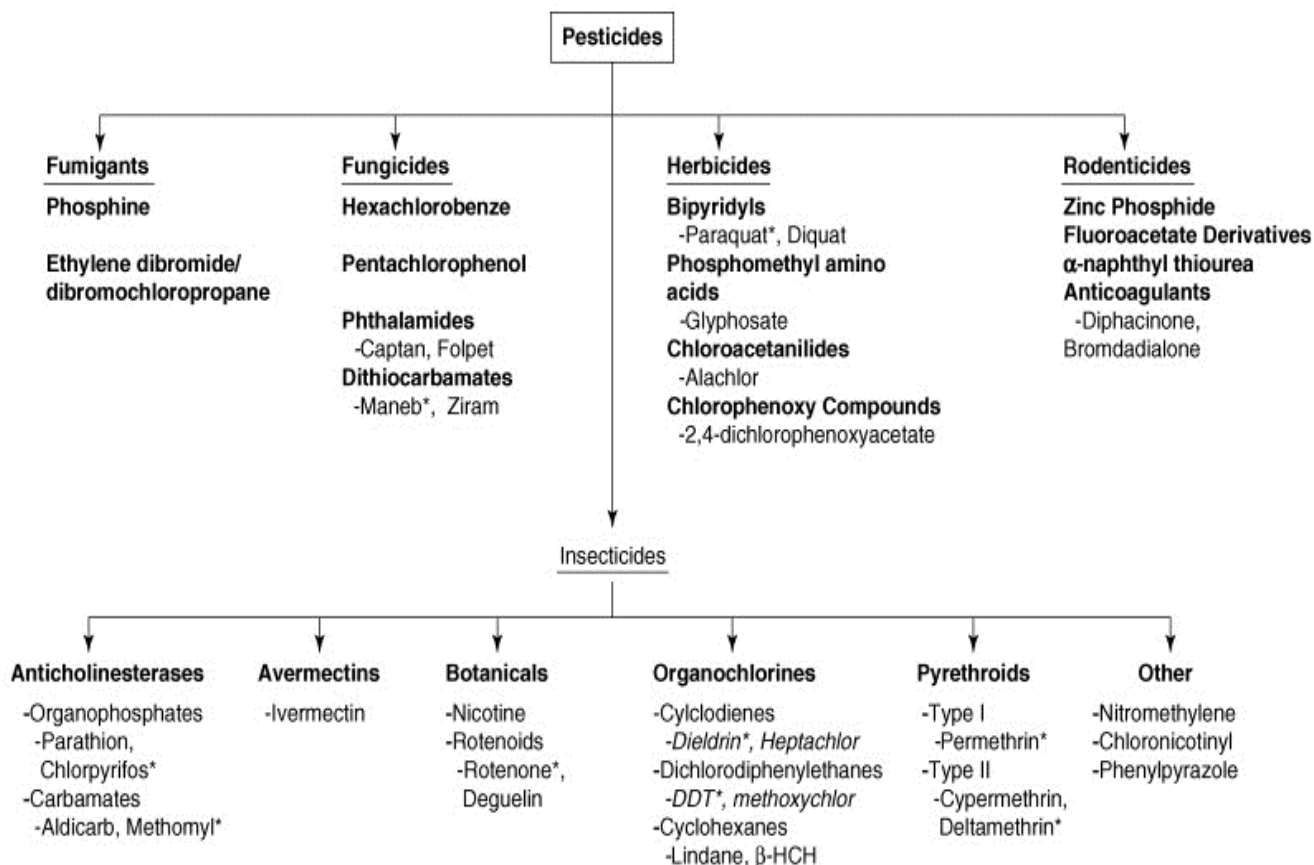 Pesticides
Fumigants
Phosphine
Ethylene dibromide/
dibromochloropropane
Fungicides
Hexachlorobenze
Pentachlorophenol
Phthalamides
-Captan, Folpet
Dithiocarbamates
-Maneb*, Ziram
Herbicides
Bipyridyls
-Paraquat*, Diquat
Phosphomethyl amino
acids
-Glyphosate
Chloroacetanilides
-Alachlor
Chlorophenoxy Compounds
-2,4-dichlorophenoxyacetate
Rodenticides
Zinc Phosphide
Fluoroacetate Derivatives
α-naphthyl thiourea
Anticoagulants
-Diphacinone,
Bromdadialone
Insecticides
Anticholinesterases
-Organophosphates
-Parathion,
Chlorpyrifos*
-Carbamates
-Aldicarb, Methomyl*
Avermectins
-Ivermectin
Botanicals
-Nicotine
-Rotenoids
-Rotenone*,
Deguelin
Organochlorines
-Cylclodienes
-Dieldrin*, Heptachlor
-Dichlorodiphenylethanes
-DDT*, methoxychlor
-Cyclohexanes
-Lindane, β-HCH
Pyrethroids
-Type I
-Permethrin*
-Type II
-Cypermethrin,
Deltamethrin*
Other
-Nitromethylene
-Chloronicotinyl
-Phenylpyrazole